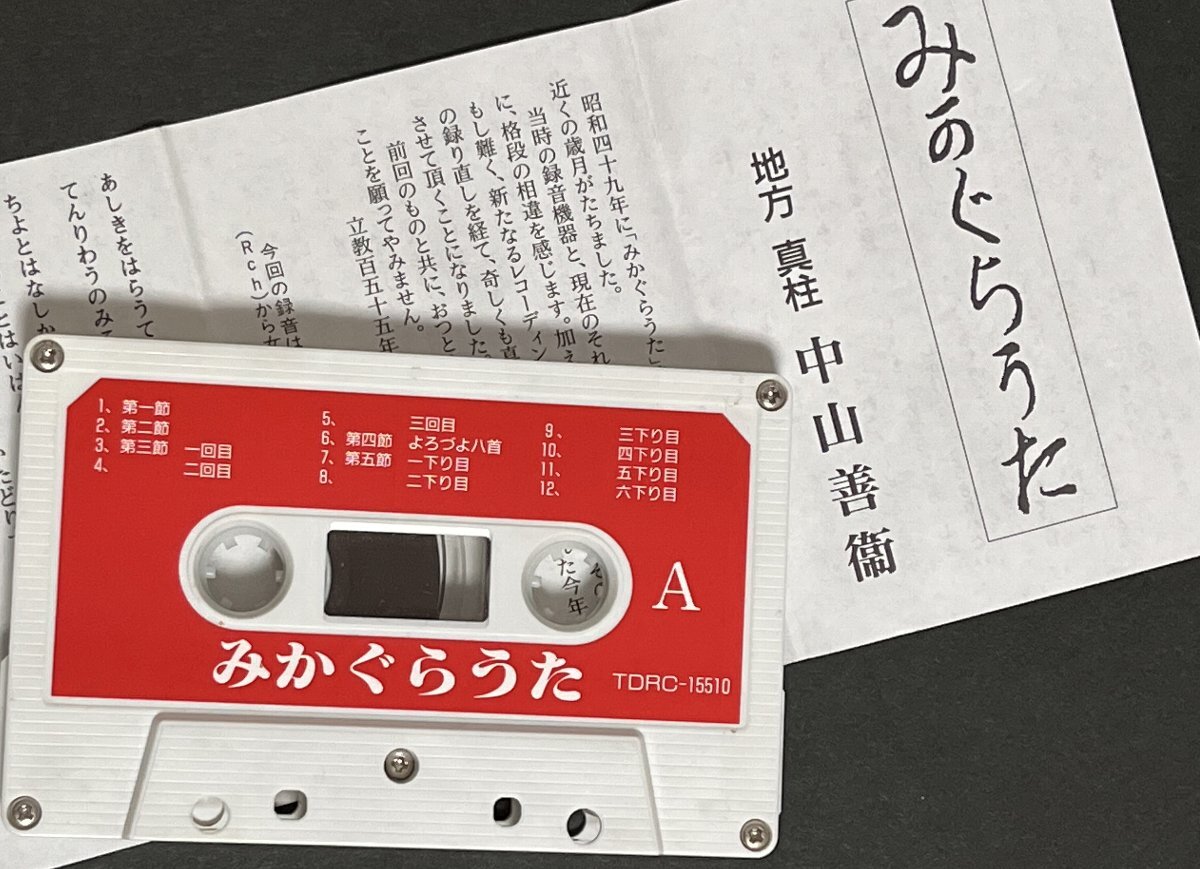 みかぐらうた
地方 真柱 中山善衞
昭和四十九年に「みかぐらうた」
近くの歳月がたちました。
当時の録音機器と、現在のそれ
に、格段の相違を感じます。加え
もし難く、新たなるレコーディン
の録り直しを経て、奇しくも真
させて頂くことになりました。
前回のものと共に、おつと
ことを願ってやみません。
立教百五十五年
今回の録音は
(Rch)から女
あしきをはらうて
てんりわうのみこ
ちよとはなし
1、第一節
2、第二節
3、第三節 一回目
4、 二回目
5、 三回目
6、第四節 よろづよ八首
7、第五節 一下り目
8、 二下り目
9、 三下り目
10、 四下り目
11、 五下り目
12、 六下り目
た今年
A
みかぐらうた
TDRC-15510